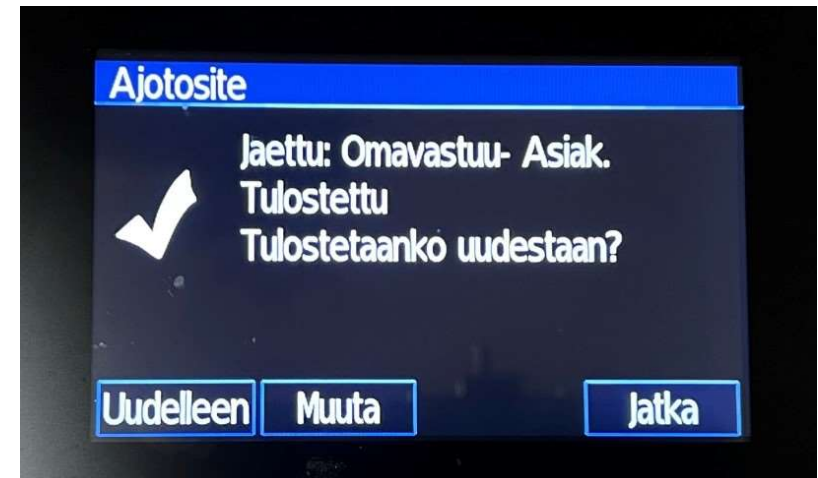 Ajotosite
Jaettu: Omavastuu- Asiak.
Tulostettu
Tulostetaanko uudestaan?
Uudelleen Muuta Jatka